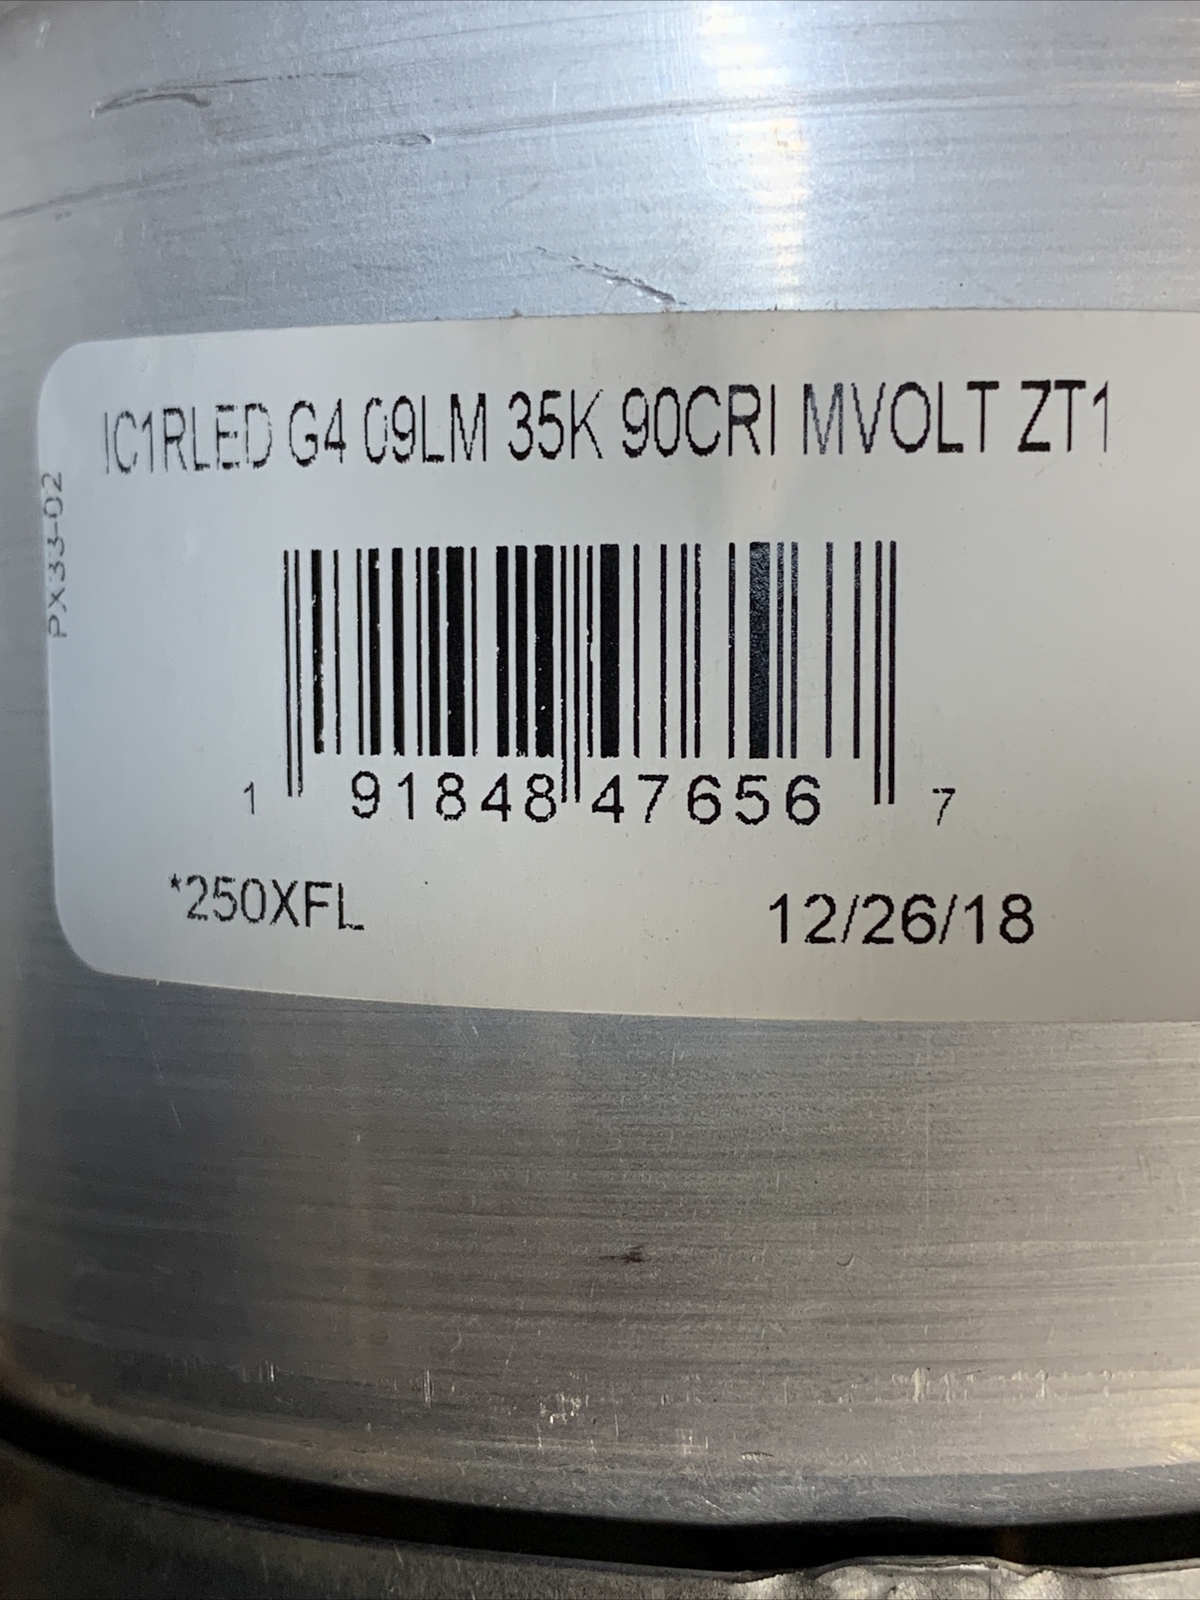 IC1RLED G4 09LM 35K 90CRI MVOLT ZT1
PX33-02
1 91848 47656 7
*250XFL 12/26/18